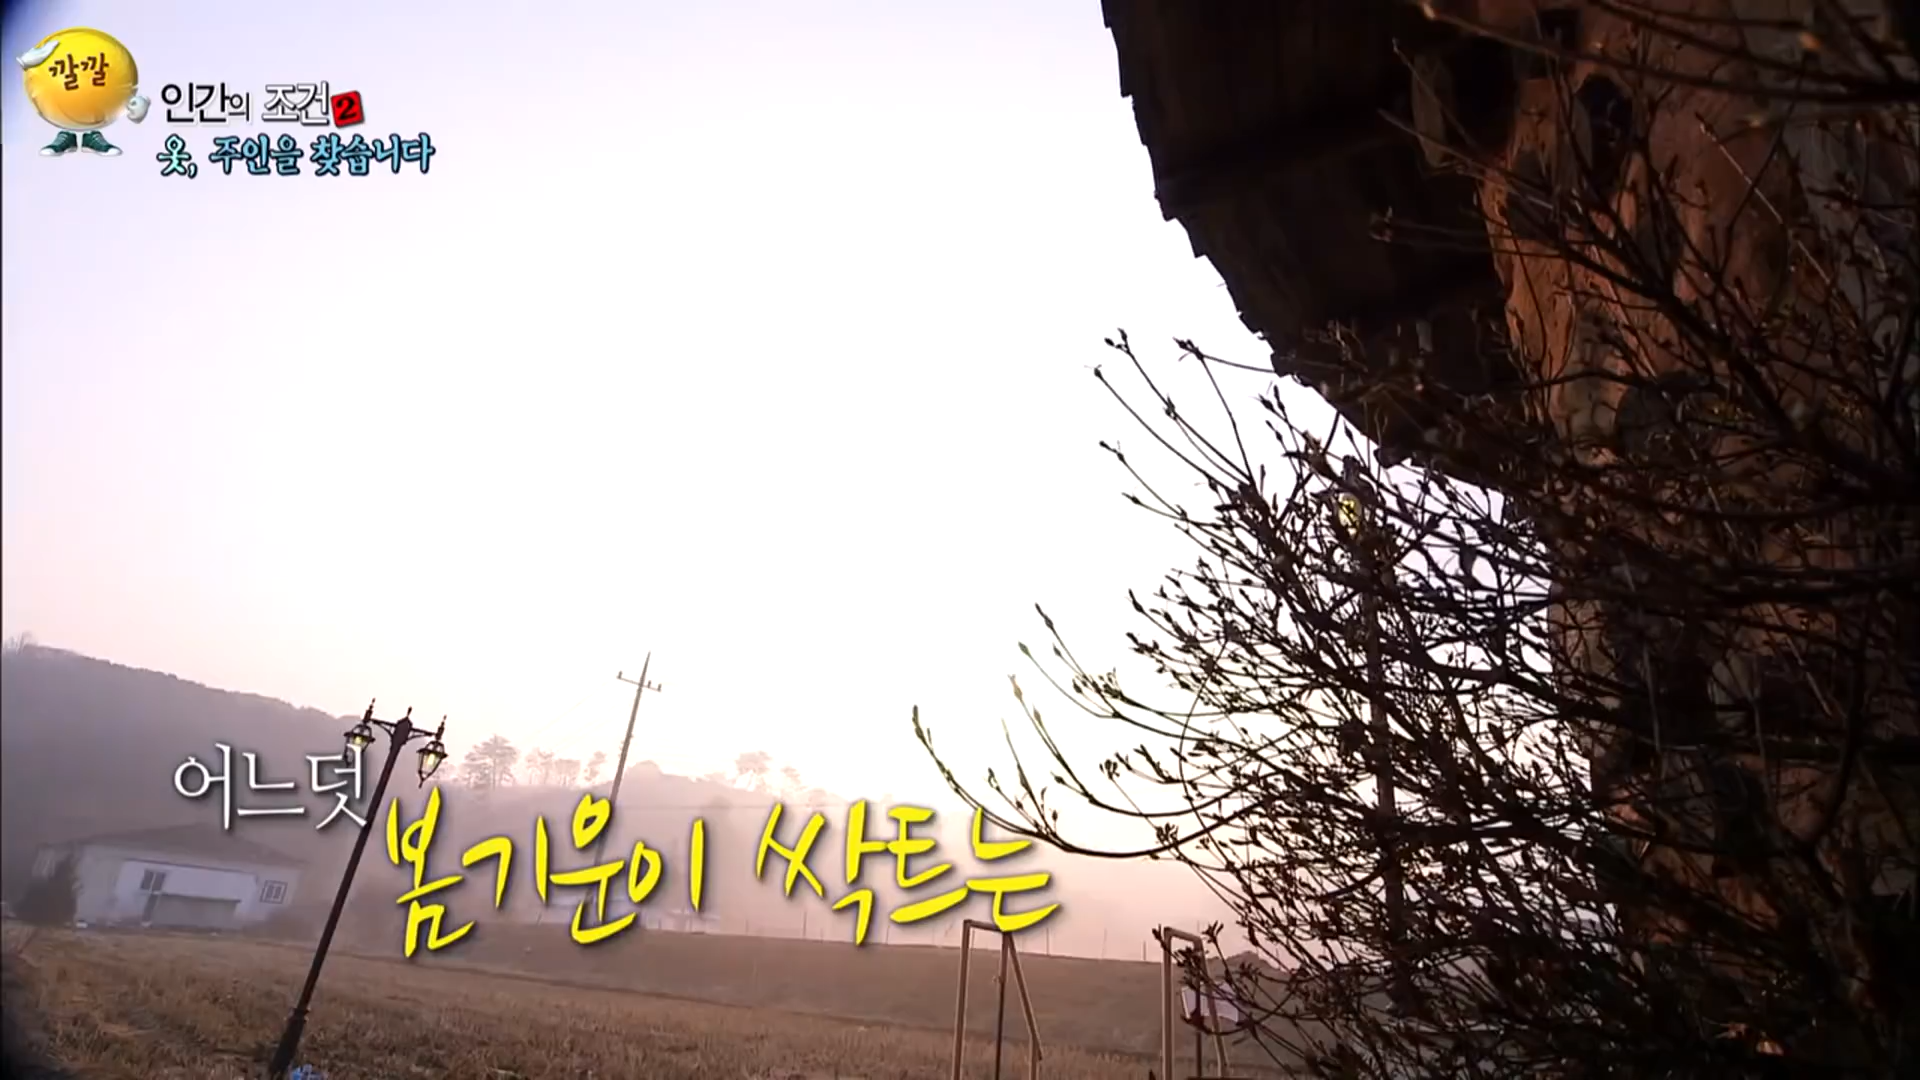 깔깔
인간의 조건2
옷, 주인을 찾습니다
어느덧
봄기운이 싹트는